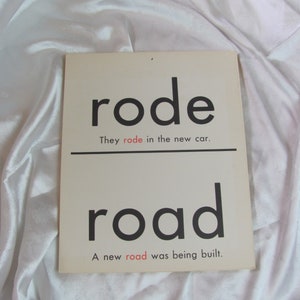 rode
They rode in the new car.
road
A new road was being built.